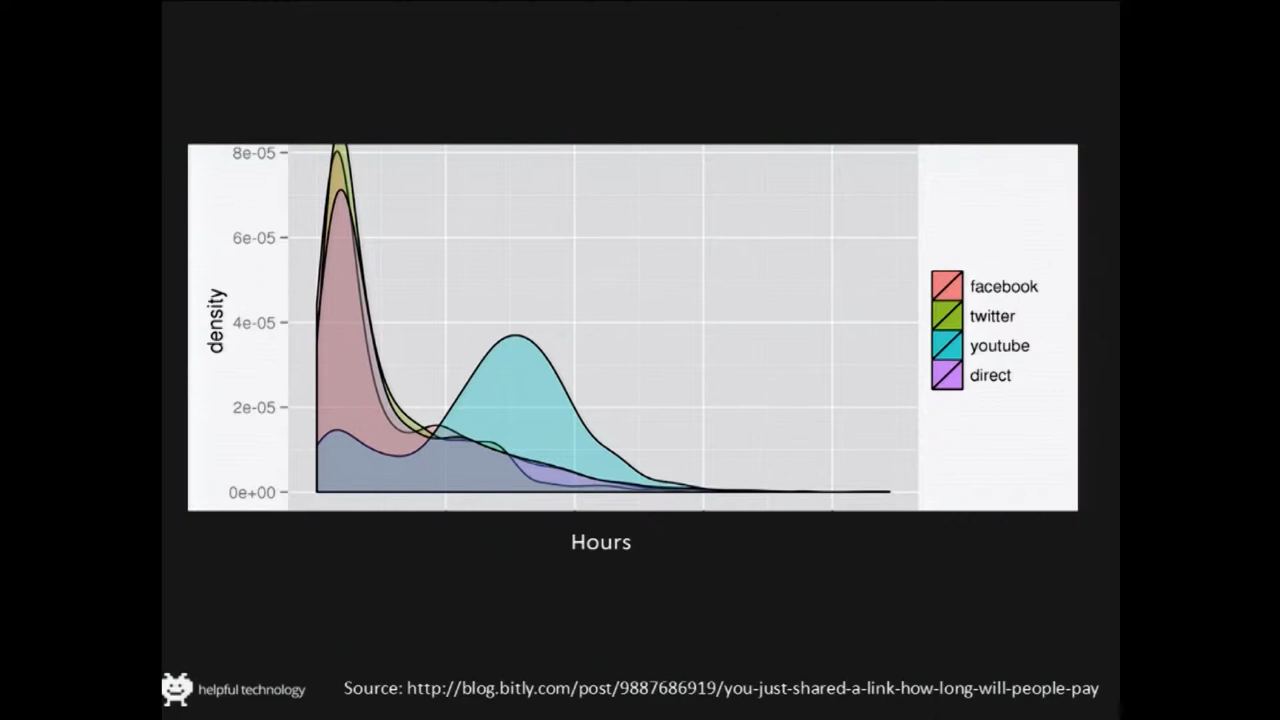 8e-05
6e-05
4e-05
2e-05
0e+00
density
facebook
twitter
youtube
direct
Hours
helpful technology
Source: http://blog.bitly.com/post/9887686919/you-just-shared-a-link-how-long-will-people-pay